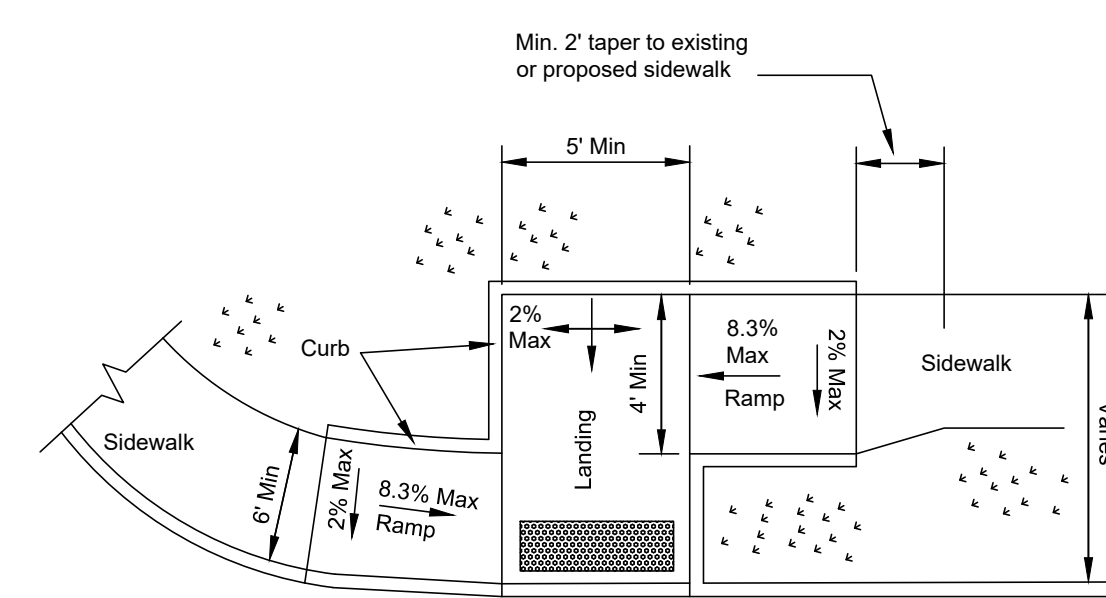 Min. 2' taper to existing
or proposed sidewalk
5' Min
Curb
2%
Max
4' Min
8.3%
Max
Ramp
2% Max
Sidewalk
Varies
Sidewalk
6' Min
2% Max
8.3% Max
Ramp
Landing